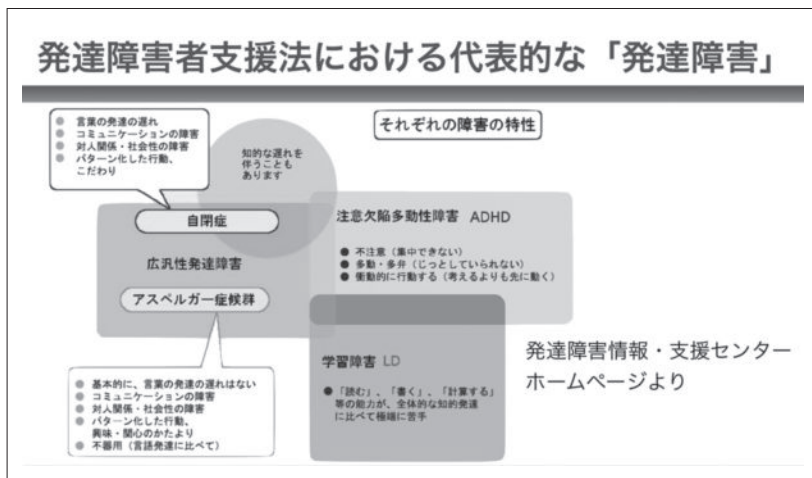 発達障害者支援法における代表的な「発達障害」
● 言葉の発達の遅れ
● コミュニケーションの障害
● 対人関係・社会性の障害
● パターン化した行動、
こだわり
それぞれの障害の特性
知的な遅れを
伴うことも
あります
自閉症
広汎性発達障害
アスペルガー症候群
注意欠陥多動性障害 ADHD
● 不注意（集中できない）
● 多動・多弁（じっとしていられない）
● 衝動的に行動する（考えるよりも先に動く）
学習障害 LD
● 「読む」、「書く」、「計算する」
等の能力が、全体的な知的発達
に比べて極端に苦手
● 基本的に、言葉の発達の遅れはない
● コミュニケーションの障害
● 対人関係・社会性の障害
● パターン化した行動、
興味・関心のかたより
● 不器用（言語発達に比べて）
発達障害情報・支援センター
ホームページより